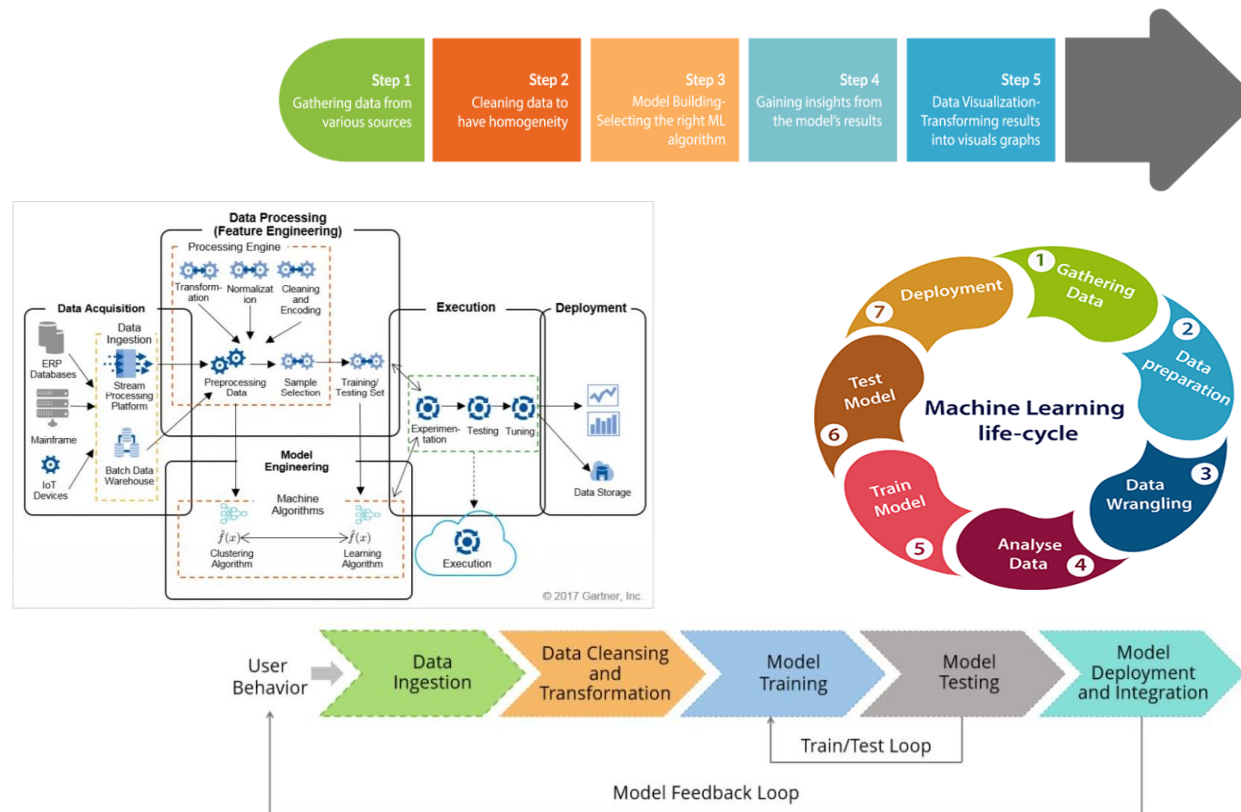 Step 1
Gathering data from
various sources
Step 2
Cleaning data to
have homogeneity
Step 3
Model Building-
Selecting the right ML
algorithm
Step 4
Gaining insights from
the model's results
Step 5
Data Visualization-
Transforming results
into visuals graphs
Data Processing
(Feature Engineering)
Processing Engine
Transform-
ation
Normalizat
ion
Cleaning
and
Encoding
Data Acquisition
Data
Ingestion
ERP
Databases
Stream
Processing
Platform
Mainframe
IoT
Devices
Batch Data
Warehouse
Preprocessing
Data
Sample
Selection
Training/
Testing Set
Execution
Experimen-
tation
Testing
Tuning
Deployment
Data Storage
Model
Engineering
Machine
Algorithms
f̂(x)
f̂(x)
Clustering
Algorithm
Learning
Algorithm
Execution
© 2017 Gartner, Inc.
Machine Learning
life-cycle
1
Gathering
Data
2
Data
preparation
3
Data
Wrangling
Analyse
Data
4
Train
Model
5
Test
Model
6
7
Deployment
User
Behavior
Data
Ingestion
Data Cleansing
and
Transformation
Model
Training
Model
Testing
Model
Deployment
and Integration
Train/Test Loop
Model Feedback Loop